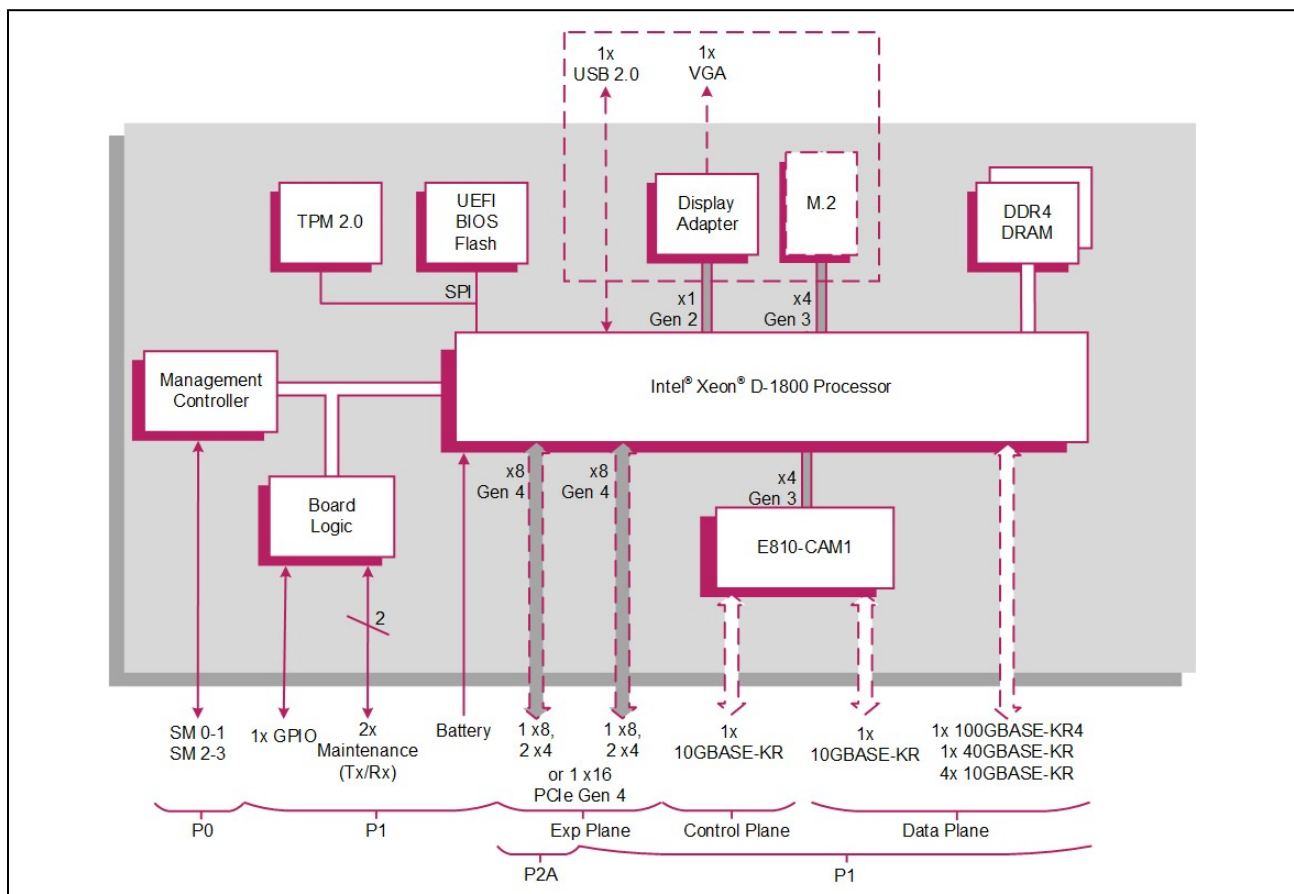 1x
USB 2.0
1x
VGA
TPM 2.0
UEFI
BIOS
Flash
Display
Adapter
M.2
DDR4
DRAM
SPI
x1
Gen 2
x4
Gen 3
Management
Controller
Intel® Xeon® D-1800 Processor
Board
Logic
x8
Gen 4
x8
Gen 4
x4
Gen 3
E810-CAM1
2
SM 0-1
SM 2-3
1x GPIO
2x
Maintenance
(Tx/Rx)
Battery
1 x8,
2 x4
1 x8,
2 x4
or 1 x16
PCIe Gen 4
1x
10GBASE-KR
1x
10GBASE-KR
1x 100GBASE-KR4
1x 40GBASE-KR
4x 10GBASE-KR
P0
P1
Exp Plane
Control Plane
Data Plane
P2A
P1